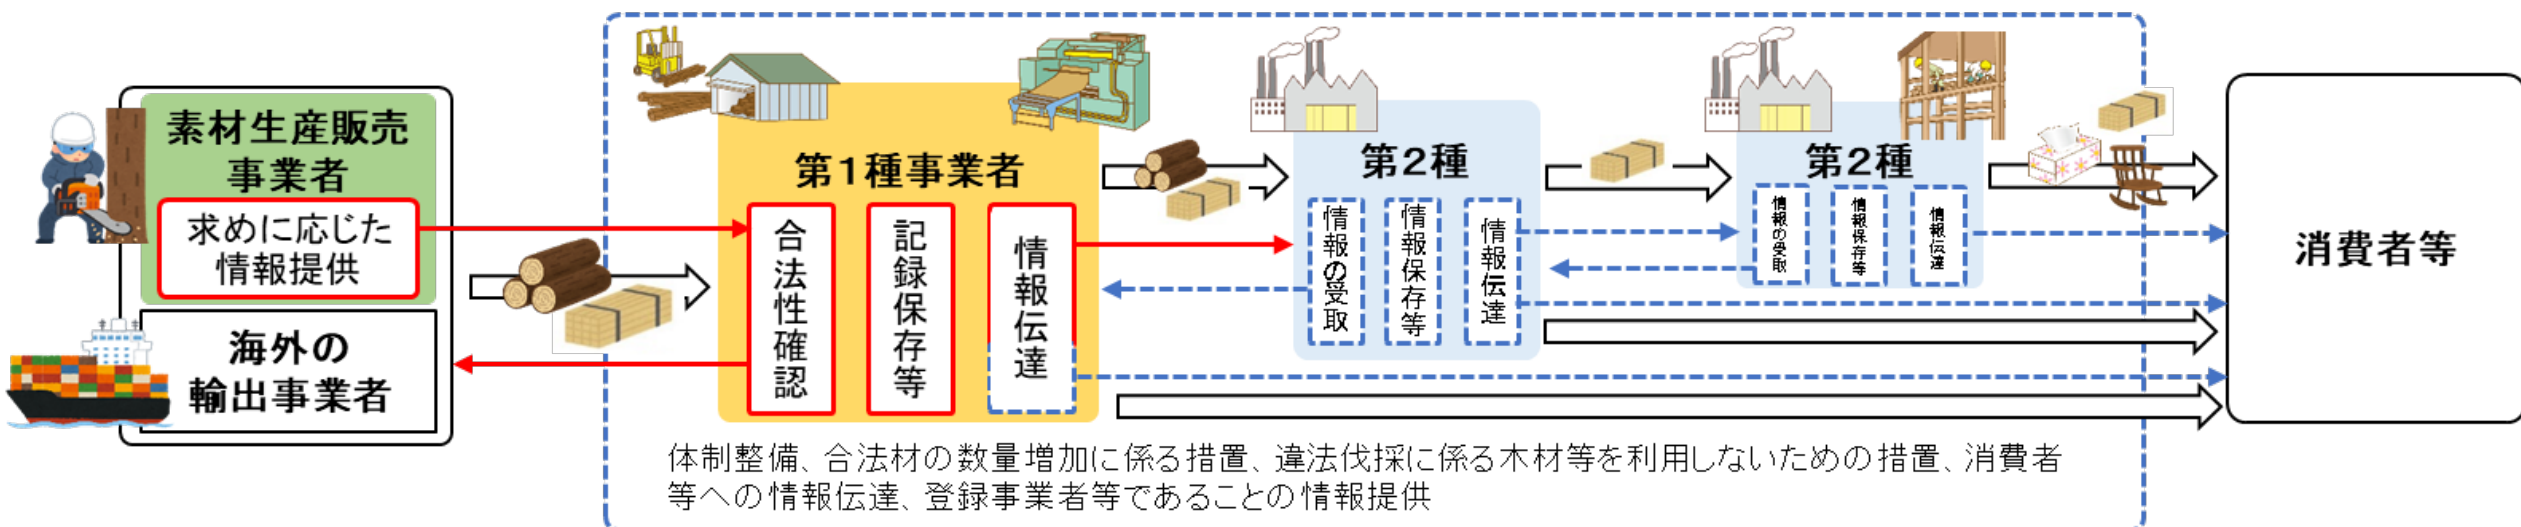 素材生産販売
事業者
求めに応じた
情報提供
海外の
輸出事業者
第1種事業者
合法性確認
記録保存等
情報伝達
第2種
情報の受取
情報保存等
情報伝達
第2種
情報の受取
情報保存等
情報伝達
消費者等
体制整備、合法材の数量増加に係る措置、違法伐採に係る木材等を利用しないための措置、消費者
等への情報伝達、登録事業者等であることの情報提供